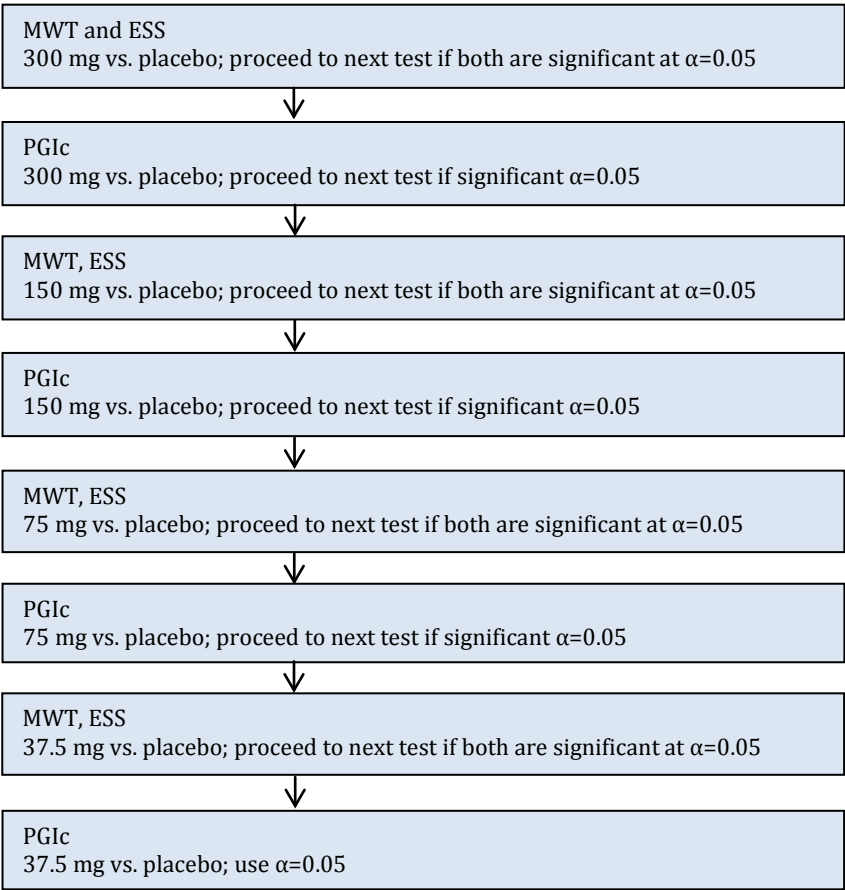 MWT and ESS
300 mg vs. placebo; proceed to next test if both are significant at α=0.05
PGIc
300 mg vs. placebo; proceed to next test if significant α=0.05
MWT, ESS
150 mg vs. placebo; proceed to next test if both are significant at α=0.05
PGIc
150 mg vs. placebo; proceed to next test if significant α=0.05
MWT, ESS
75 mg vs. placebo; proceed to next test if both are significant at α=0.05
PGIc
75 mg vs. placebo; proceed to next test if significant α=0.05
MWT, ESS
37.5 mg vs. placebo; proceed to next test if both are significant at α=0.05
PGIc
37.5 mg vs. placebo; use α=0.05